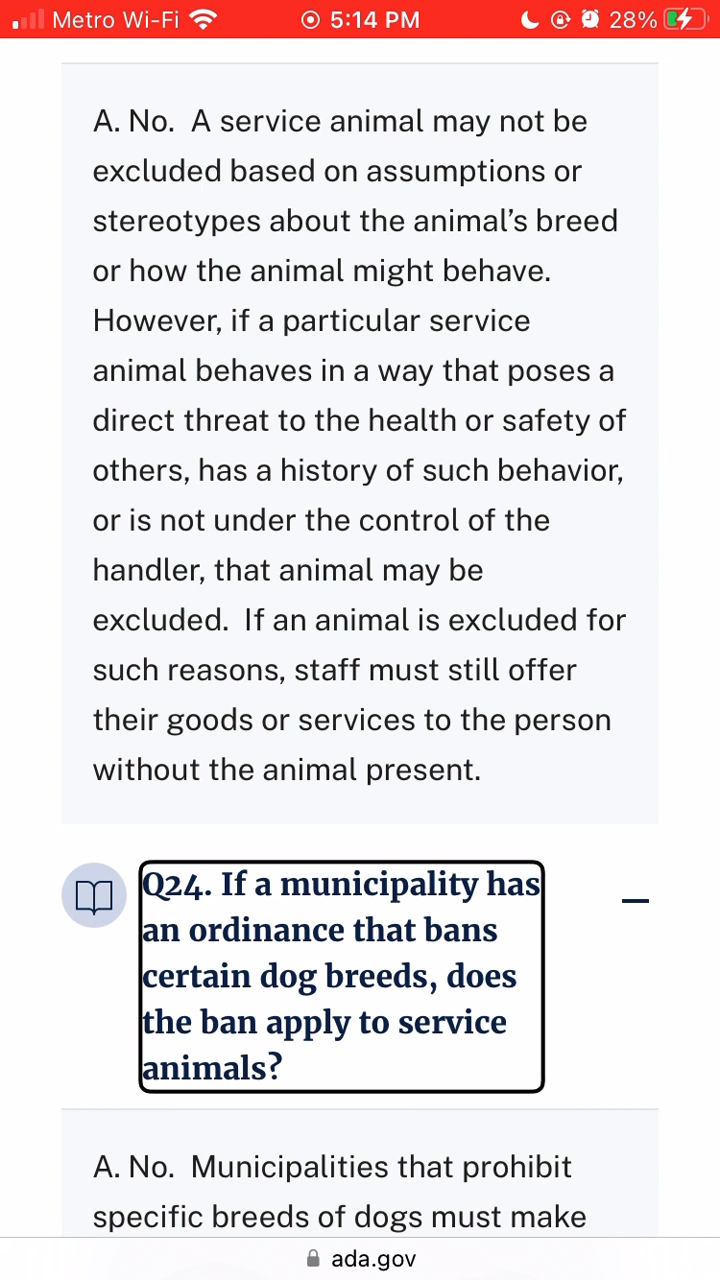 Metro Wi-Fi 5:14 PM 28%
A. No. A service animal may not be
excluded based on assumptions or
stereotypes about the animal’s breed
or how the animal might behave.
However, if a particular service
animal behaves in a way that poses a
direct threat to the health or safety of
others, has a history of such behavior,
or is not under the control of the
handler, that animal may be
excluded. If an animal is excluded for
such reasons, staff must still offer
their goods or services to the person
without the animal present.
Q24. If a municipality has
an ordinance that bans
certain dog breeds, does
the ban apply to service
animals?
A. No. Municipalities that prohibit
specific breeds of dogs must make
ada.gov